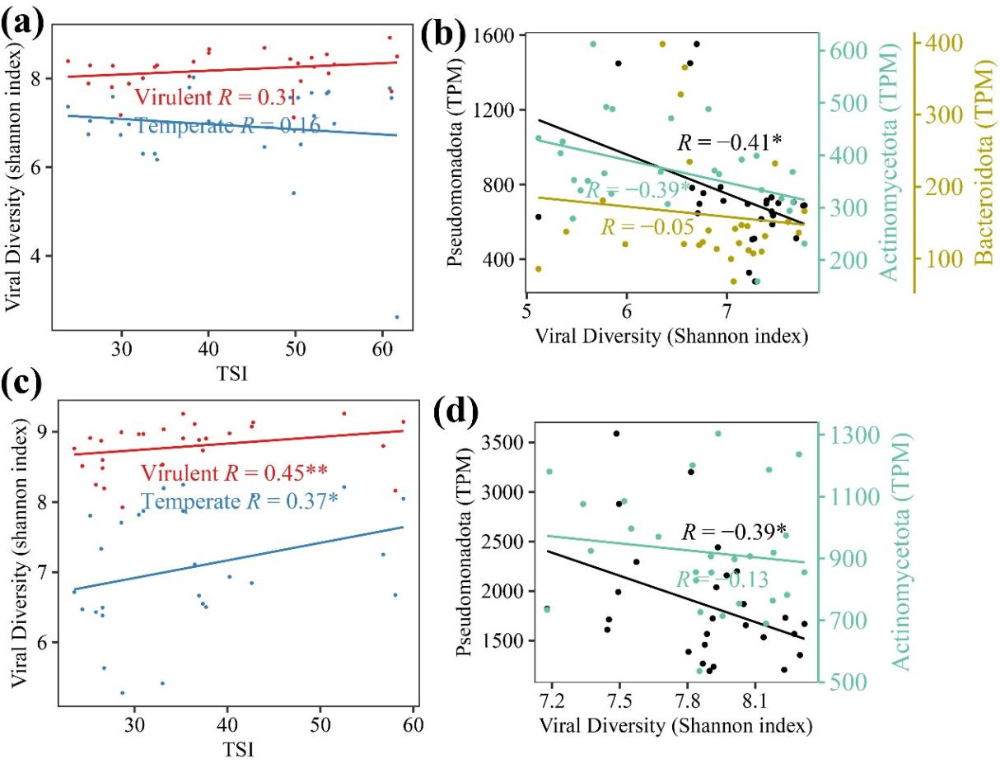 (a)
Viral Diversity (shannon index)
8
6
4
Virulent R = 0.31
Temperate R = 0.16
30
40
50
60
TSI
(b)
Pseudomonadota (TPM)
1600
1200
800
400
R = −0.41*
R = −0.39*
R = −0.05
600
500
400
300
200
Actinomycetota (TPM)
400
300
200
100
Bacteroidota (TPM)
5
6
7
Viral Diversity (Shannon index)
(c)
Viral Diversity (shannon index)
9
8
7
6
Virulent R = 0.45**
Temperate R = 0.37*
30
40
50
60
TSI
(d)
Pseudomonadota (TPM)
3500
3000
2500
2000
1500
R = −0.39*
R = −0.13
1300
1100
900
700
500
Actinomycetota (TPM)
7.2
7.5
7.8
8.1
Viral Diversity (Shannon index)